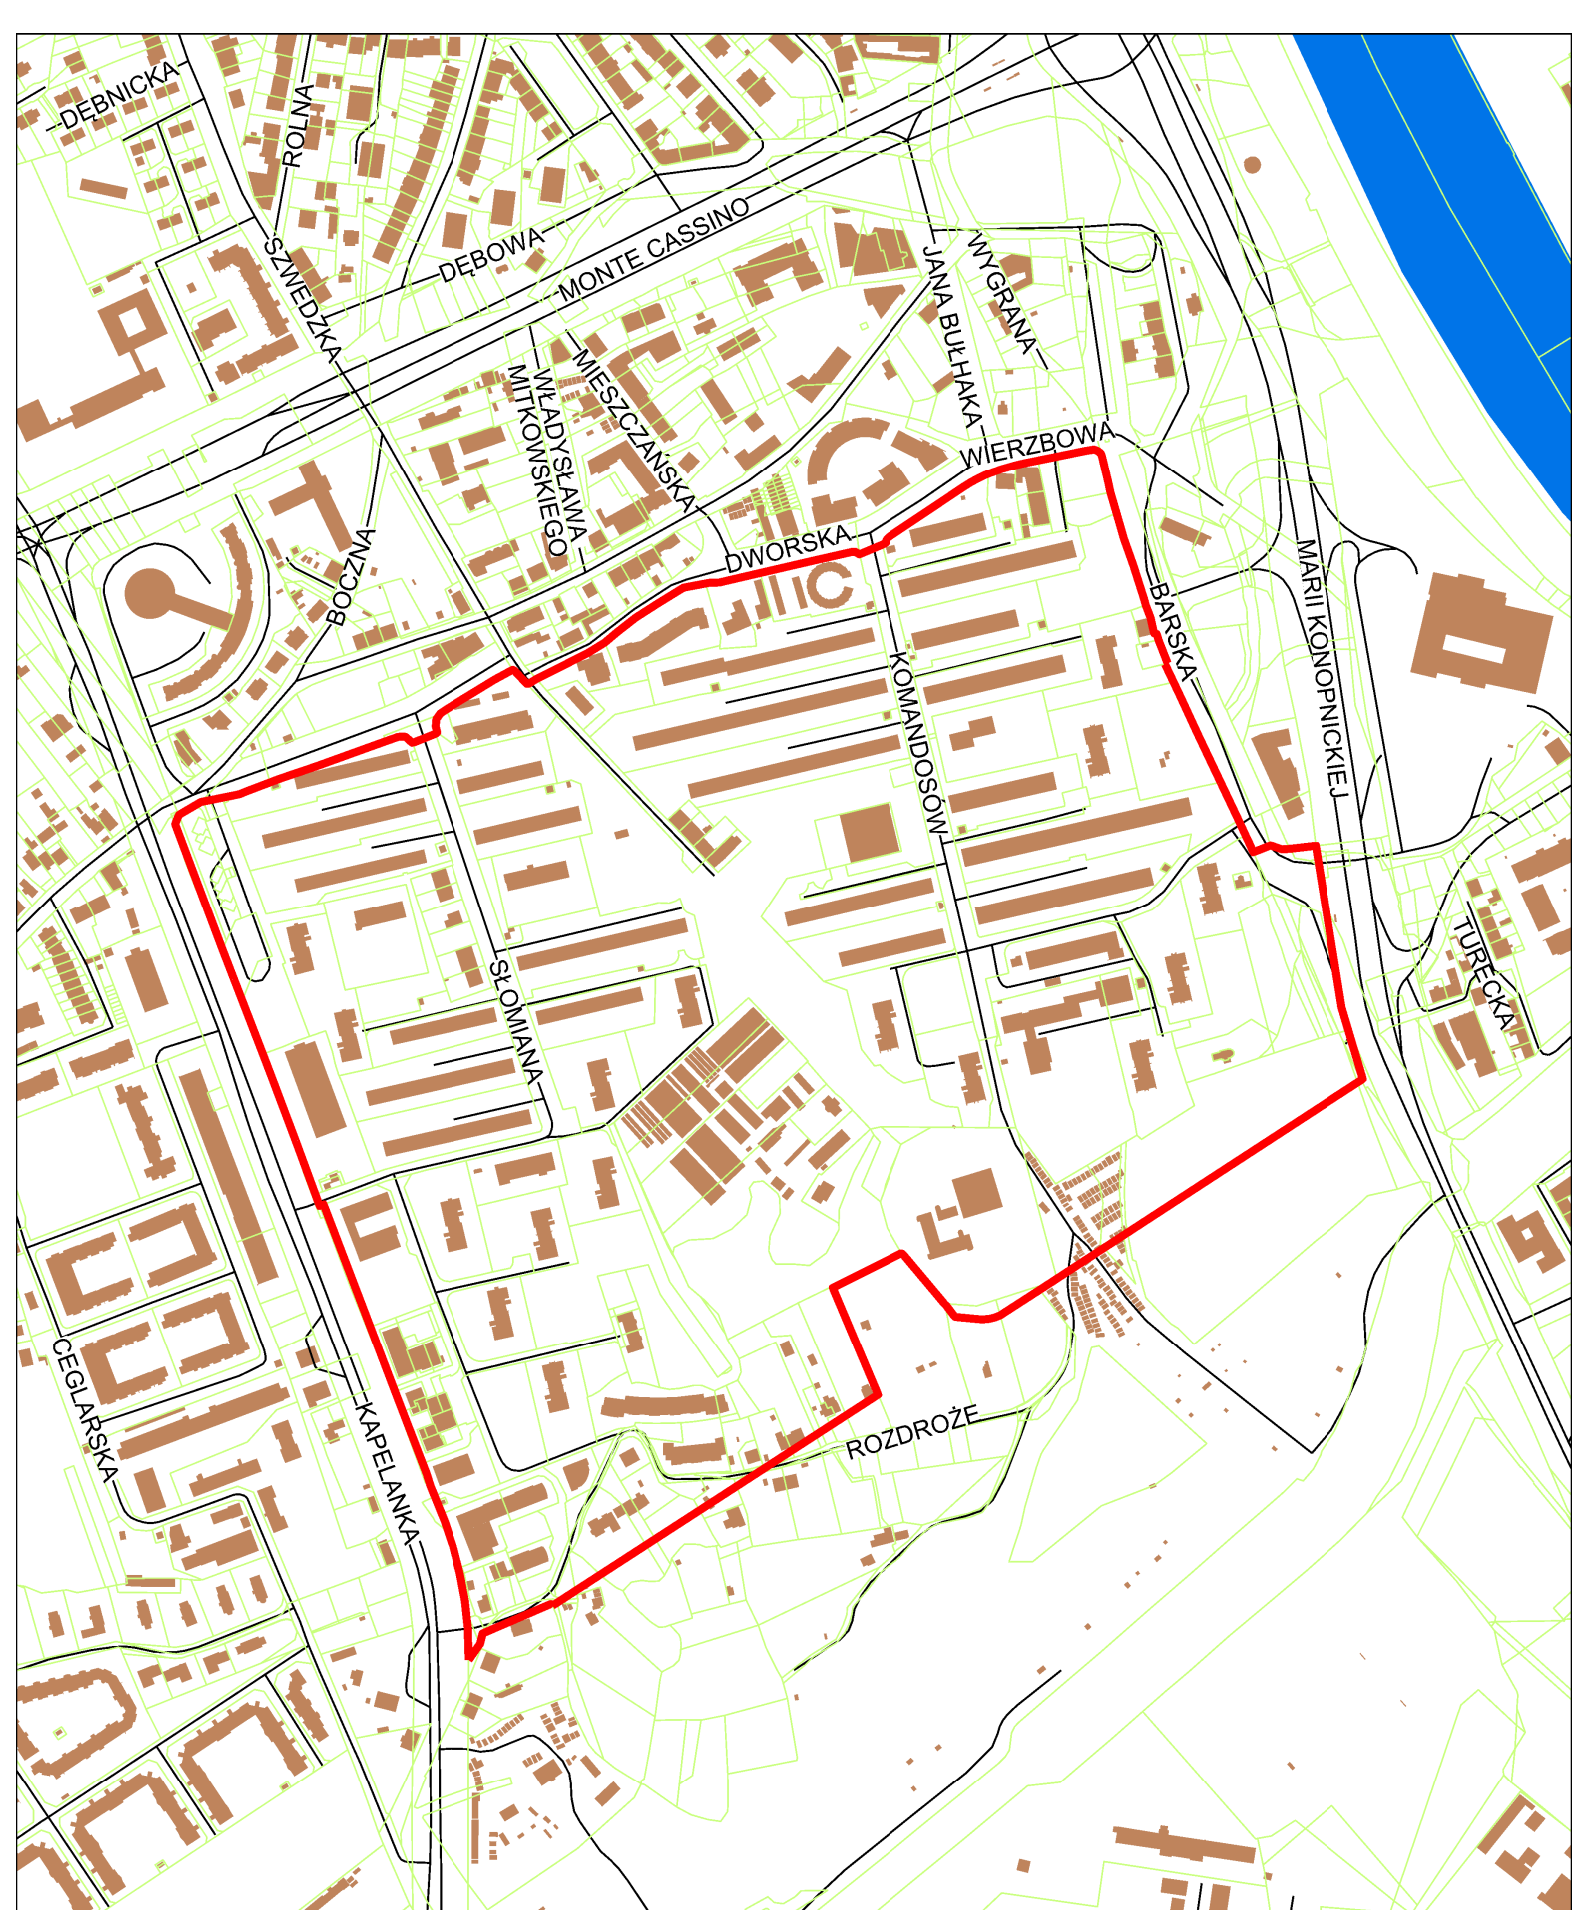 DĘBNICKA
ROLNA
SZWEDZKA
DĘBOWA
MONTE CASSINO
JANA BUŁHAKA
WYGRANA
WŁADYSŁAWA
MITKOWSKIEGO
MIESZCZAŃSKA
WIERZBOWA
BOCZNA
DWORSKA
BARSKA
MARII KONOPNICKIEJ
KOMANDOSÓW
SŁOMIANA
TURECKA
CEGLARSKA
KAPELANKA
ROZDROŻE